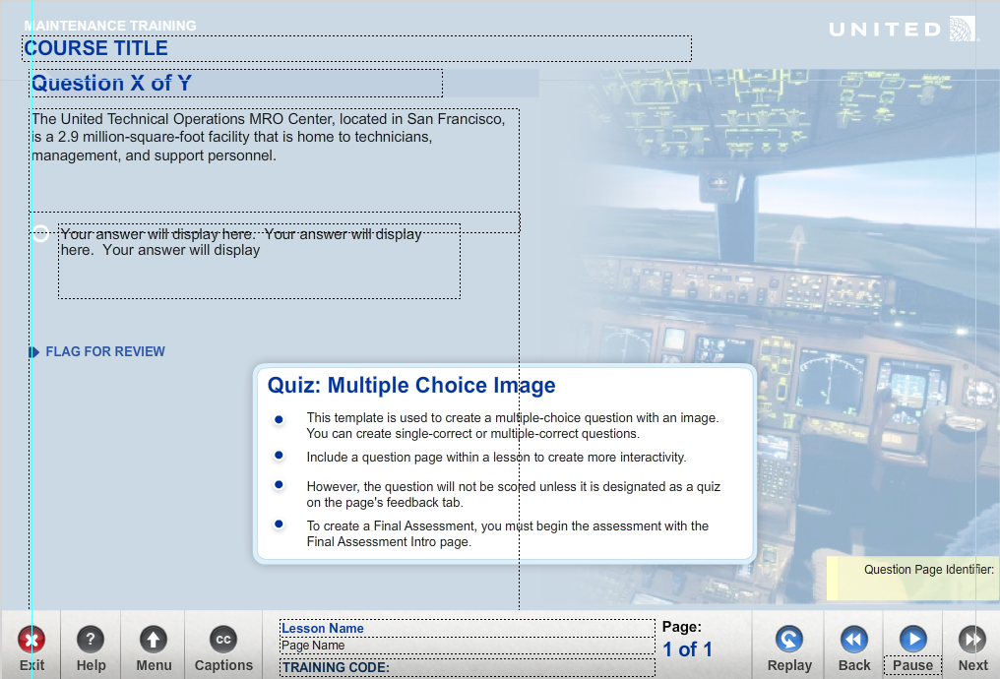 MAINTENANCE TRAINING
UNITED
COURSE TITLE
Question X of Y
The United Technical Operations MRO Center, located in San Francisco,
is a 2.9 million-square-foot facility that is home to technicians,
management, and support personnel.
Your answer will display here.  Your answer will display
here.  Your answer will display
FLAG FOR REVIEW
Quiz: Multiple Choice Image
This template is used to create a multiple-choice question with an image.
You can create single-correct or multiple-correct questions.
Include a question page within a lesson to create more interactivity.
However, the question will not be scored unless it is designated as a quiz
on the page's feedback tab.
To create a Final Assessment, you must begin the assessment with the
Final Assessment Intro page.
Question Page Identifier:
Exit
?
Help
Menu
CC
Captions
Lesson Name
Page Name
TRAINING CODE:
Page:
1 of 1
Replay
Back
Pause
Next